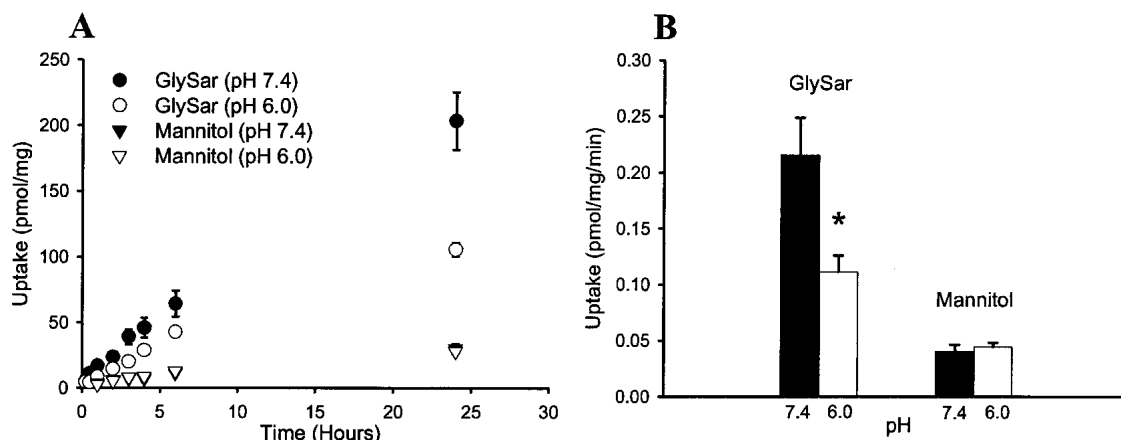 A
B
250
200
150
100
50
0
Uptake (pmol/mg)
GlySar (pH 7.4)
GlySar (pH 6.0)
Mannitol (pH 7.4)
Mannitol (pH 6.0)
0 5 10 15 20 25 30
Time (Hours)
0.30
0.25
0.20
0.15
0.10
0.05
0.00
Uptake (pmol/mg/min)
GlySar
*
Mannitol
7.4 6.0 7.4 6.0
pH